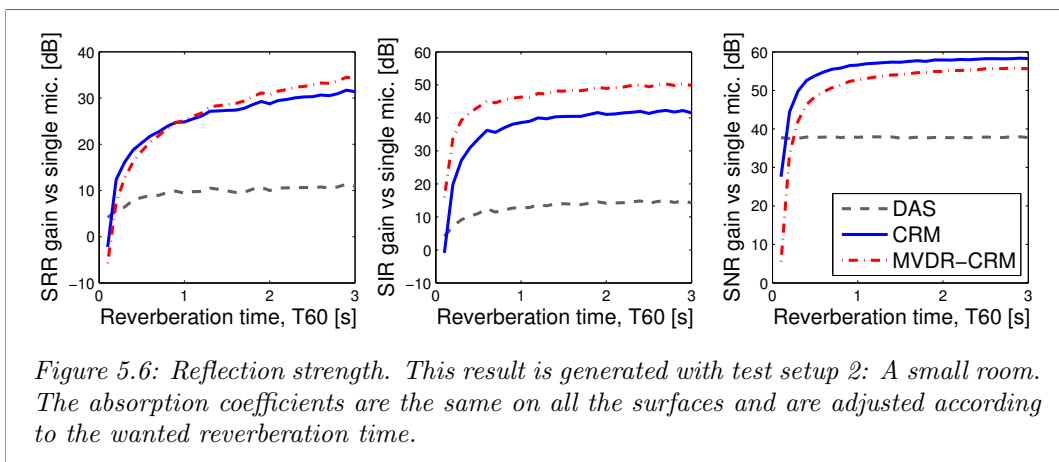 SRR gain vs single mic. [dB]
40
30
20
10
0
−10
0
1
2
3
Reverberation time, T60 [s]
SIR gain vs single mic. [dB]
60
50
40
30
20
10
0
−10
0
1
2
3
Reverberation time, T60 [s]
SNR gain vs single mic. [dB]
60
50
40
30
20
10
0
0
1
2
3
Reverberation time, T60 [s]
DAS
CRM
MVDR−CRM
Figure 5.6: Reflection strength. This result is generated with test setup 2: A small room.
The absorption coefficients are the same on all the surfaces and are adjusted according
to the wanted reverberation time.